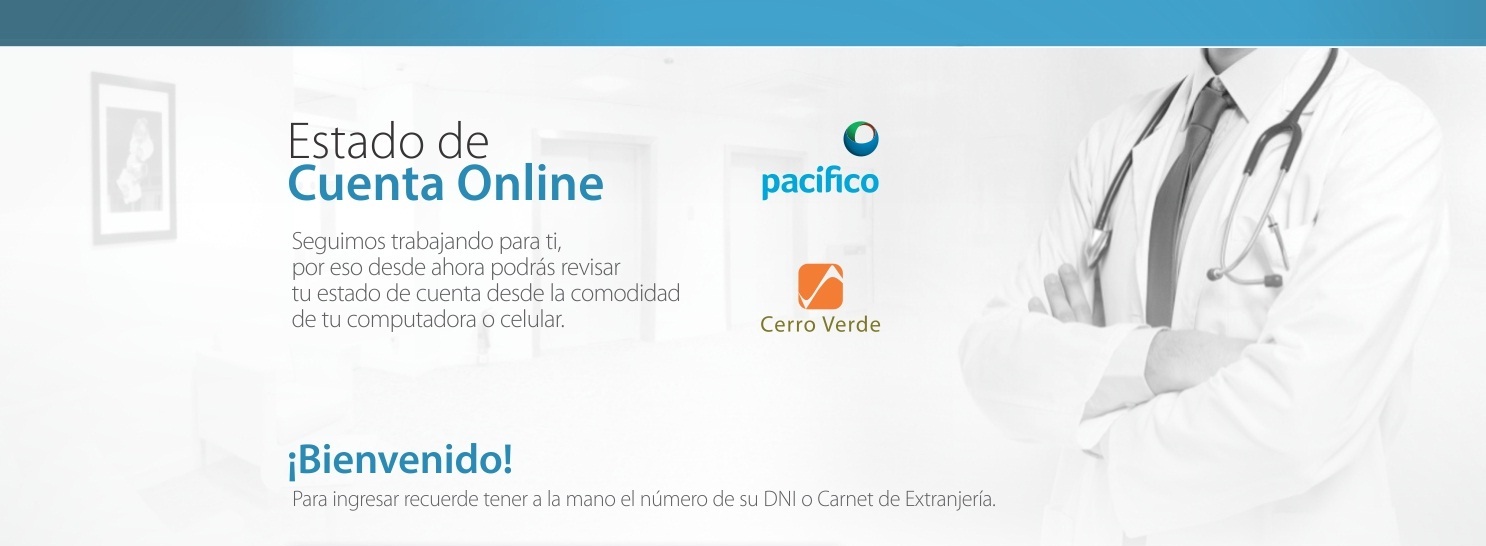 Estado de
Cuenta Online
Seguimos trabajando para ti,
por eso desde ahora podrás revisar
tu estado de cuenta desde la comodidad
de tu computadora o celular.
pacifico
Cerro Verde
¡Bienvenido!
Para ingresar recuerde tener a la mano el número de su DNI o Carnet de Extranjería.